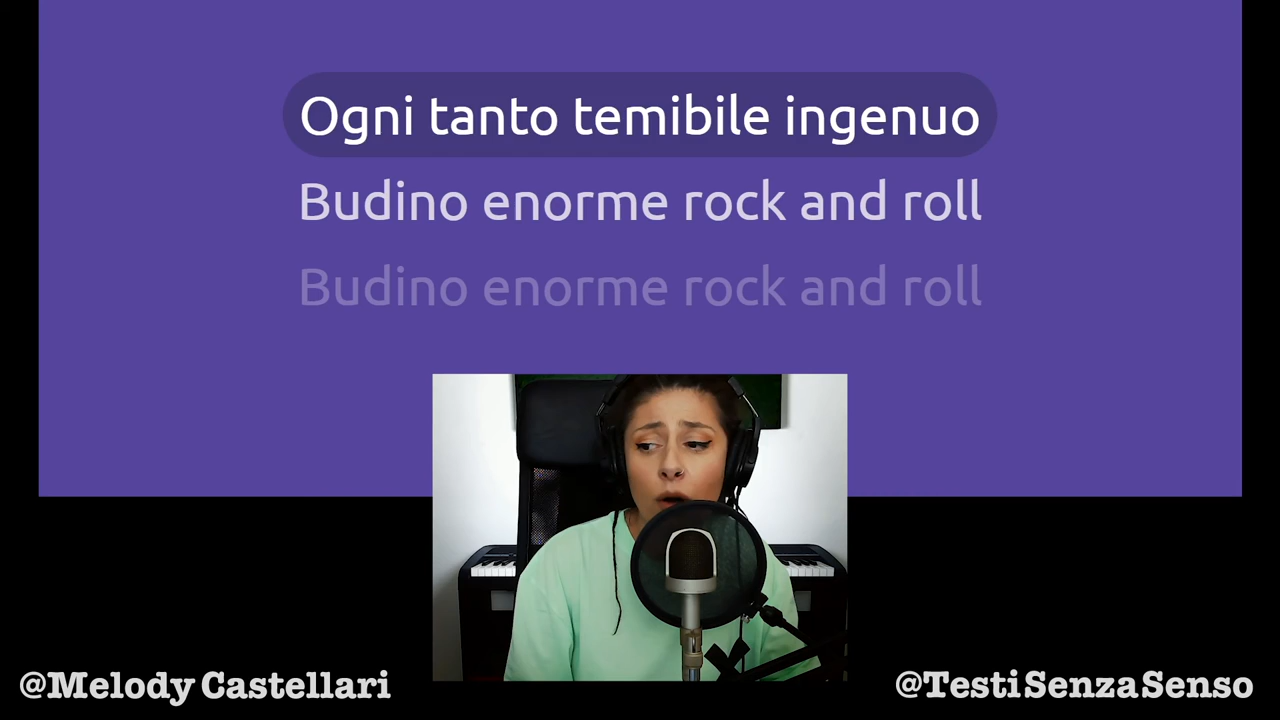 Ogni tanto temibile ingenuo
Budino enorme rock and roll
Budino enorme rock and roll
@Melody Castellari
@TestiSenzaSenso